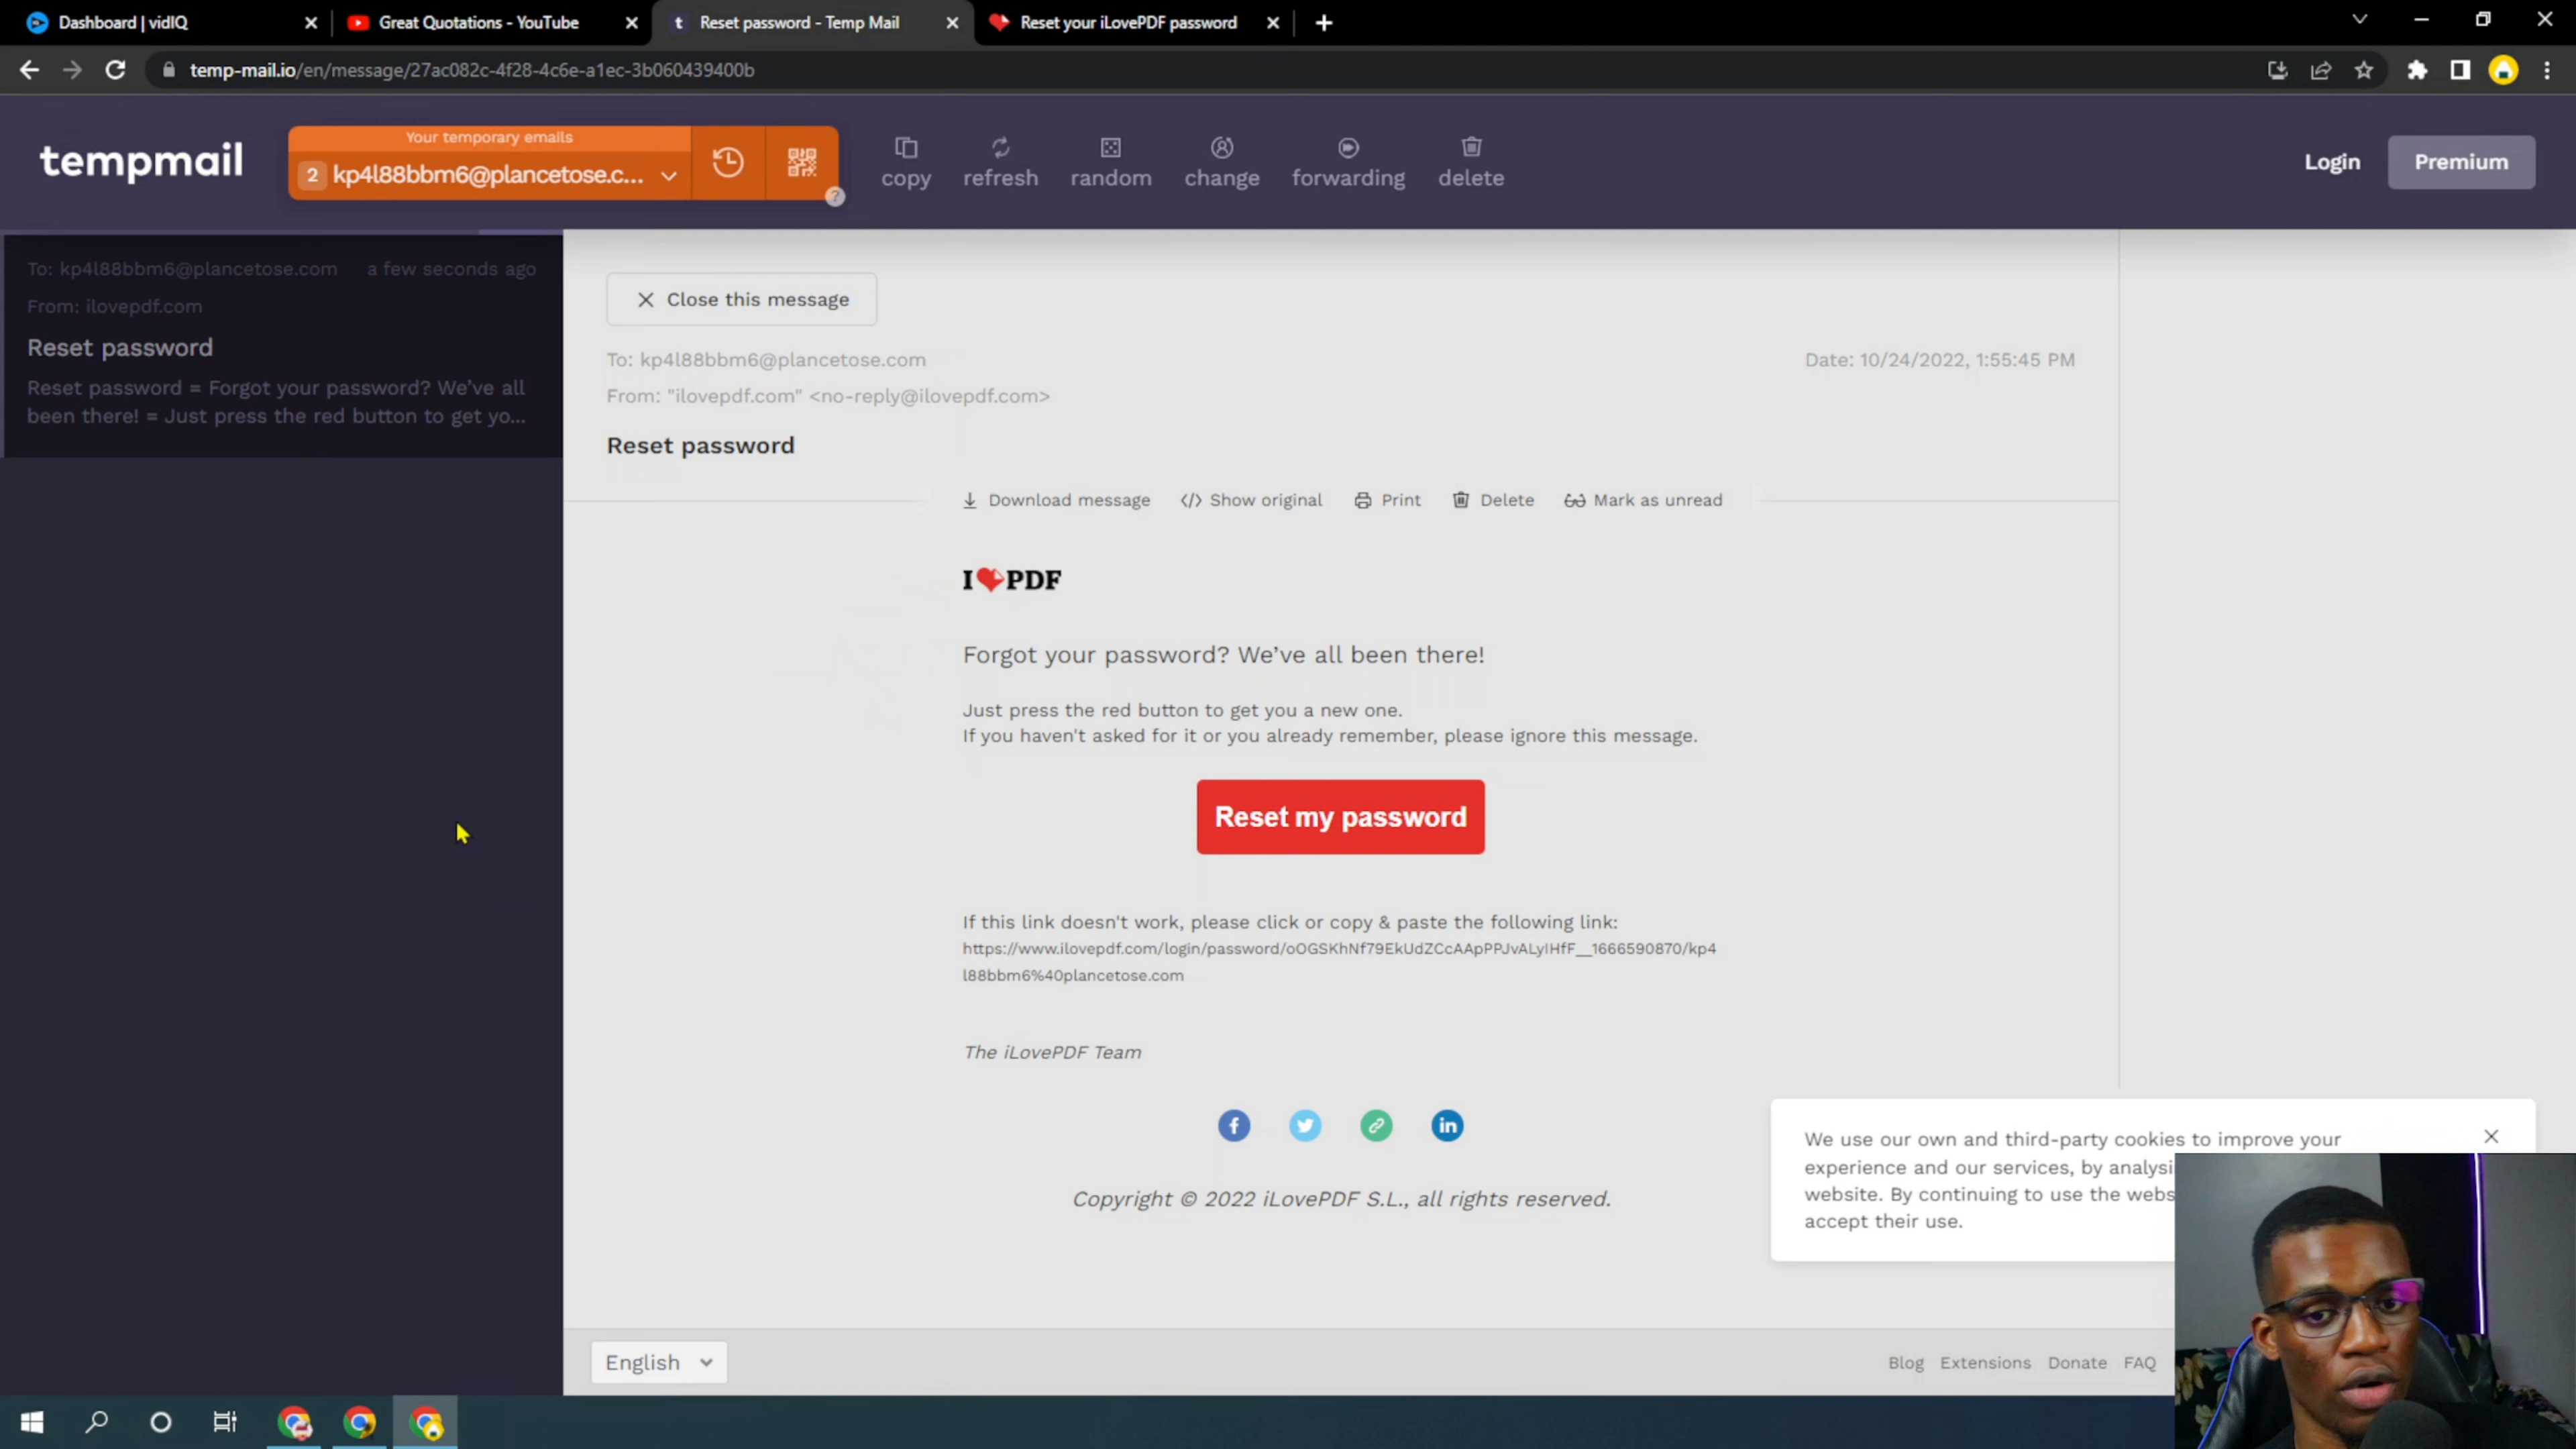 Dashboard | vidIQ
Great Quotations - YouTube
Reset password - Temp Mail
Reset your iLovePDF password
temp-mail.io/en/message/27ac082c-4f28-4c6e-a1ec-3b060439400b
tempmail
Your temporary emails
2 kp4l88bbm6@plancetose.c...
?
copy
refresh
random
change
forwarding
delete
Login
Premium
To: kp4l88bbm6@plancetose.com a few seconds ago
From: ilovepdf.com
Reset password
Reset password = Forgot your password? We've all
been there! = Just press the red button to get yo...
Close this message
To: kp4l88bbm6@plancetose.com
Date: 10/24/2022, 1:55:45 PM
From: "ilovepdf.com" <no-reply@ilovepdf.com>
Reset password
Download message
Show original
Print
Delete
Mark as unread
I PDF
Forgot your password? We've all been there!
Just press the red button to get you a new one.
If you haven't asked for it or you already remember, please ignore this message.
Reset my password
If this link doesn't work, please click or copy & paste the following link:
https://www.ilovepdf.com/login/password/oOGSKhNf79EkUdZCcAApPPJvALyIHfF__1666590870/kp4
l88bbm6%40plancetose.com
The iLovePDF Team
Copyright © 2022 iLovePDF S.L., all rights reserved.
We use our own and third-party cookies to improve your
experience and our services, by analysi
website. By continuing to use the webs
accept their use.
English
Blog
Extensions
Donate
FAQ